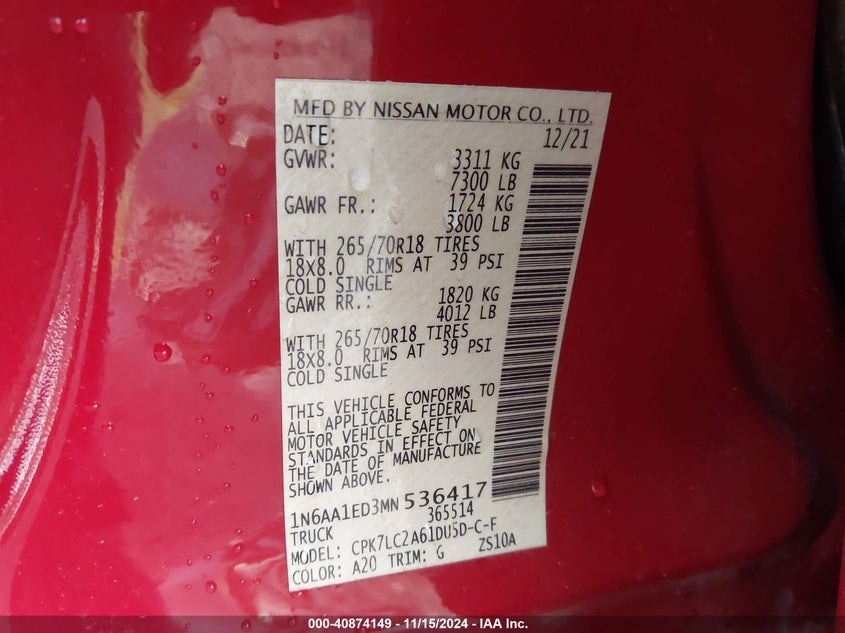 MFD BY NISSAN MOTOR CO., LTD.
DATE: 12/21
GVWR: 3311 KG
7300 LB
GAWR FR.: 1724 KG
3800 LB
WITH 265/70R18 TIRES
18X8.0 RIMS AT 39 PSI
COLD SINGLE
GAWR RR.: 1820 KG
4012 LB
WITH 265/70R18 TIRES
18X8.0 RIMS AT 39 PSI
COLD SINGLE
THIS VEHICLE CONFORMS TO
ALL APPLICABLE FEDERAL
MOTOR VEHICLE SAFETY
STANDARDS IN EFFECT ON
THE DATE OF MANUFACTURE
SHOWN ABOVE.
1N6AA1ED3MN536417
TRUCK 365514
MODEL: CPK7LC2A61DU5D-C-F
COLOR: A20 TRIM: G ZS10A
000-40874149 - 11/15/2024 - IAA Inc.